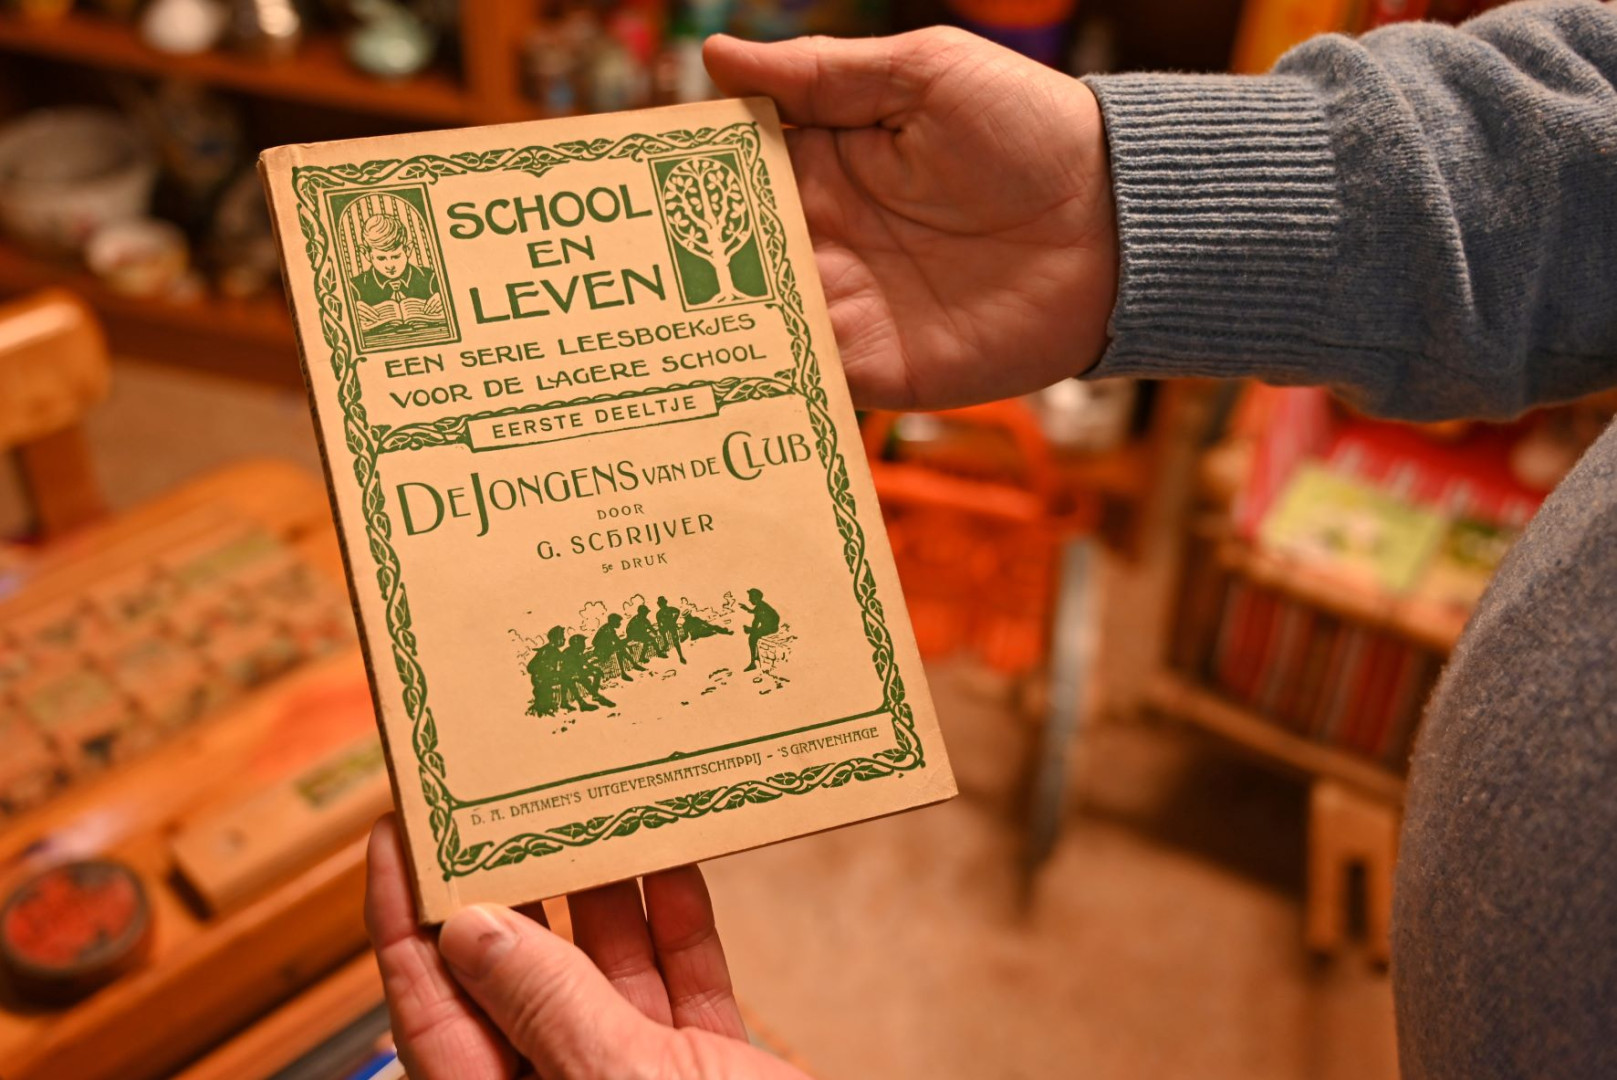 SCHOOL
EN
LEVEN
EEN SERIE LEESBOEKJES
VOOR DE LAGERE SCHOOL
EERSTE DEELTJE
DE JONGENS VAN DE CLUB
DOOR
G. SCHRIJVER
5e DRUK
D. A. DAAMEN'S UITGEVERSMAATSCHAPPIJ - 'S GRAVENHAGE